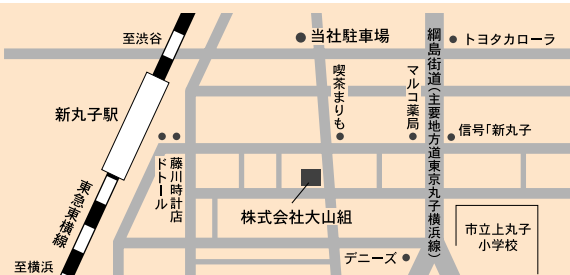 至渋谷
当社駐車場
トヨタカローラ
綱島街道（主要地方道東京丸子横浜線）
喫茶まりも
マルコ薬局
新丸子駅
信号「新丸子
ドトール
藤川時計店
東急東横線
株式会社大山組
市立上丸子
小学校
デニーズ
至横浜